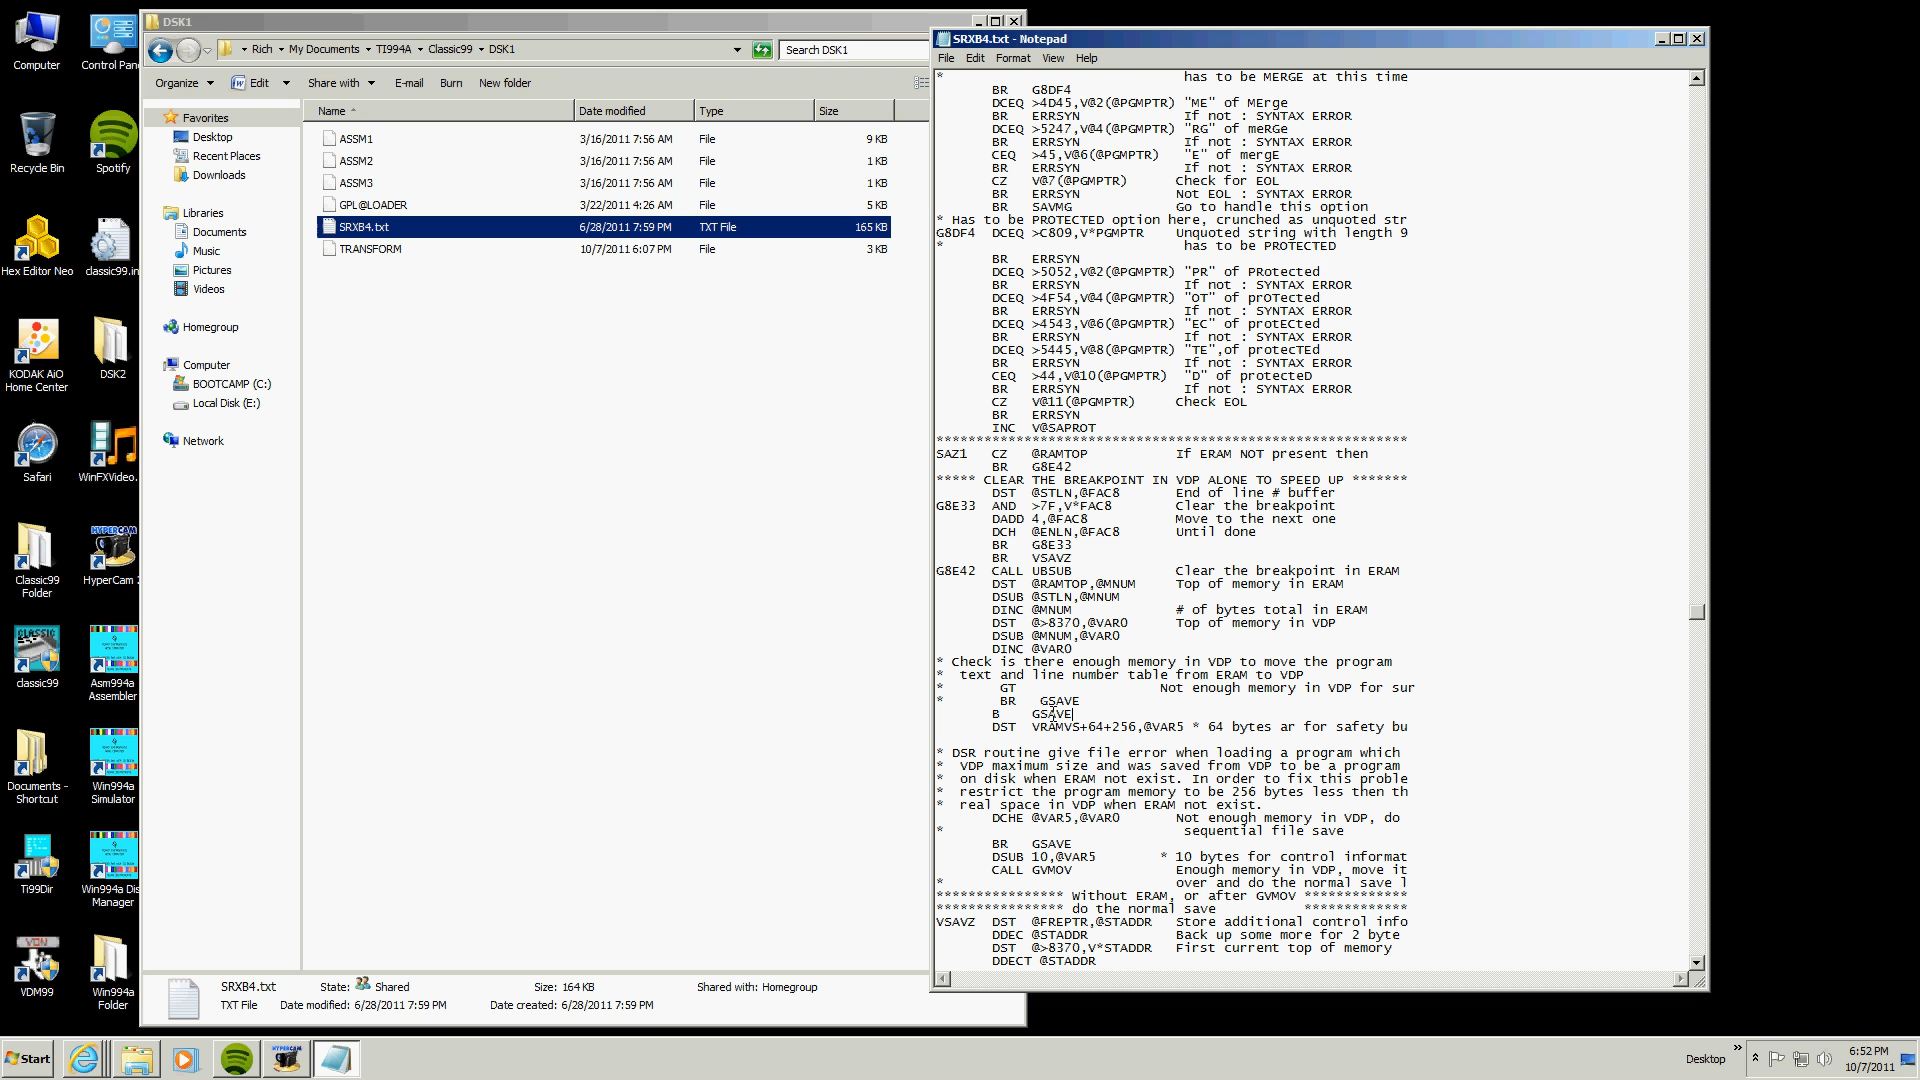 Computer
Control Pane
Recycle Bin
Spotify
Hex Editor Neo
classic99.in
KODAK AiO
Home Center
DSK2
Safari
WinFXVideo.
Classic99
Folder
HyperCam 2
classic99
Asm994a
Assembler
Documents -
Shortcut
Win994a
Simulator
Ti99Dir
Win994a Dis
Manager
VDM99
Win994a
Folder
DSK1
Rich My Documents TI994A Classic99 DSK1
Search DSK1
Organize Edit Share with E-mail Burn New folder
Favorites
Desktop
Recent Places
Downloads
Libraries
Documents
Music
Pictures
Videos
Homegroup
Computer
BOOTCAMP (C:)
Local Disk (E:)
Network
Name Date modified Type Size
ASSM1 3/16/2011 7:56 AM File 9 KB
ASSM2 3/16/2011 7:56 AM File 1 KB
ASSM3 3/16/2011 7:56 AM File 1 KB
GPL@LOADER 3/22/2011 4:26 AM File 5 KB
SRXB4.txt 6/28/2011 7:59 PM TXT File 165 KB
TRANSFORM 10/7/2011 6:07 PM File 3 KB
SRXB4.txt State: Shared Size: 164 KB Shared with: Homegroup
TXT File Date modified: 6/28/2011 7:59 PM Date created: 6/28/2011 7:59 PM
SRXB4.txt - Notepad
File Edit Format View Help
* has to be MERGE at this time
BR G8DF4
DCEQ >4D45,V@2(@PGMPTR) "ME" of MErge
BR ERRSYN If not : SYNTAX ERROR
DCEQ >5247,V@4(@PGMPTR) "RG" of meRGe
BR ERRSYN If not : SYNTAX ERROR
CEQ >45,V@6(@PGMPTR) "E" of mergE
BR ERRSYN If not : SYNTAX ERROR
CZ V@7(@PGMPTR) Check for EOL
BR ERRSYN Not EOL : SYNTAX ERROR
BR SAVMG Go to handle this option
* Has to be PROTECTED option here, crunched as unquoted str
G8DF4 DCEQ >C809,V*PGMPTR Unquoted string with length 9
* has to be PROTECTED
BR ERRSYN
DCEQ >5052,V@2(@PGMPTR) "PR" of PRotected
BR ERRSYN If not : SYNTAX ERROR
DCEQ >4F54,V@4(@PGMPTR) "OT" of prOTected
BR ERRSYN If not : SYNTAX ERROR
DCEQ >4543,V@6(@PGMPTR) "EC" of protECted
BR ERRSYN If not : SYNTAX ERROR
DCEQ >5445,V@8(@PGMPTR) "TE",of protecTEd
BR ERRSYN If not : SYNTAX ERROR
CEQ >44,V@10(@PGMPTR) "D" of protecteD
BR ERRSYN If not : SYNTAX ERROR
CZ V@11(@PGMPTR) Check EOL
BR ERRSYN
INC V@SAPROT
***********************************************************
SAZ1 CZ @RAMTOP If ERAM NOT present then
BR G8E42
***** CLEAR THE BREAKPOINT IN VDP ALONE TO SPEED UP *******
DST @STLN,@FAC8 End of line # buffer
G8E33 AND >7F,V*FAC8 Clear the breakpoint
DADD 4,@FAC8 Move to the next one
DCH @ENLN,@FAC8 Until done
BR G8E33
BR VSAVZ
G8E42 CALL UBSUB Clear the breakpoint in ERAM
DST @RAMTOP,@MNUM Top of memory in ERAM
DSUB @STLN,@MNUM
DINC @MNUM # of bytes total in ERAM
DST @>8370,@VAR0 Top of memory in VDP
DSUB @MNUM,@VAR0
DINC @VAR0
* Check is there enough memory in VDP to move the program
* text and line number table from ERAM to VDP
* GT Not enough memory in VDP for sur
* BR GSAVE
B GSAVE
DST VRAMVS+64+256,@VAR5 * 64 bytes ar for safety bu
* DSR routine give file error when loading a program which
* VDP maximum size and was saved from VDP to be a program
* on disk when ERAM not exist. In order to fix this proble
* restrict the program memory to be 256 bytes less then th
* real space in VDP when ERAM not exist.
DCHE @VAR5,@VAR0 Not enough memory in VDP, do
* sequential file save
BR GSAVE
DSUB 10,@VAR5 * 10 bytes for control informat
CALL GVMOV Enough memory in VDP, move it
* over and do the normal save l
**************** Without ERAM, or after GVMOV *************
**************** do the normal save *************
VSAVZ DST @FREPTR,@STADDR Store additional control info
DDEC @STADDR Back up some more for 2 byte
DST @>8370,V*STADDR First current top of memory
DDECT @STADDR
Start
Desktop
6:52 PM
10/7/2011